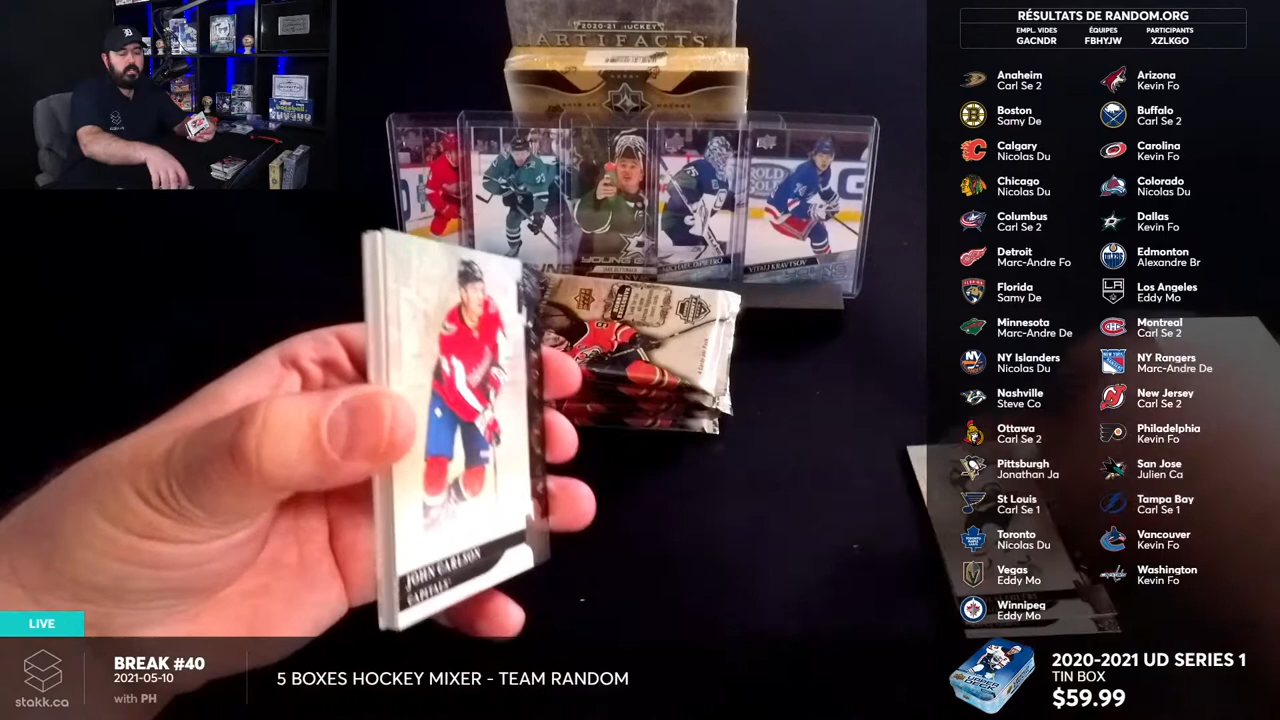 2020-21 HOCKEY
ARTIFACTS
VITALI KRAVTSOV
JOHN CARLSON
CAPITALS
RÉSULTATS DE RANDOM.ORG
EMPL. VIDES
GACNDR
ÉQUIPES
FBHYJW
PARTICIPANTS
XZLKGO
Anaheim
Carl Se 2
Arizona
Kevin Fo
Boston
Samy De
Buffalo
Carl Se 2
Calgary
Nicolas Du
Carolina
Kevin Fo
Chicago
Nicolas Du
Colorado
Nicolas Du
Columbus
Carl Se 2
Dallas
Kevin Fo
Detroit
Marc-Andre Fo
Edmonton
Alexandre Br
Florida
Samy De
Los Angeles
Eddy Mo
Minnesota
Marc-Andre De
Montreal
Carl Se 2
NY Islanders
Nicolas Du
NY Rangers
Marc-Andre De
Nashville
Steve Co
New Jersey
Carl Se 2
Ottawa
Carl Se 2
Philadelphia
Kevin Fo
Pittsburgh
Jonathan Ja
San Jose
Julien Ca
St Louis
Carl Se 1
Tampa Bay
Carl Se 1
Toronto
Nicolas Du
Vancouver
Kevin Fo
Vegas
Eddy Mo
Washington
Kevin Fo
Winnipeg
Eddy Mo
LIVE
stakk.ca
BREAK #40
2021-05-10
with PH
5 BOXES HOCKEY MIXER - TEAM RANDOM
2020-2021 UD SERIES 1
TIN BOX
$59.99